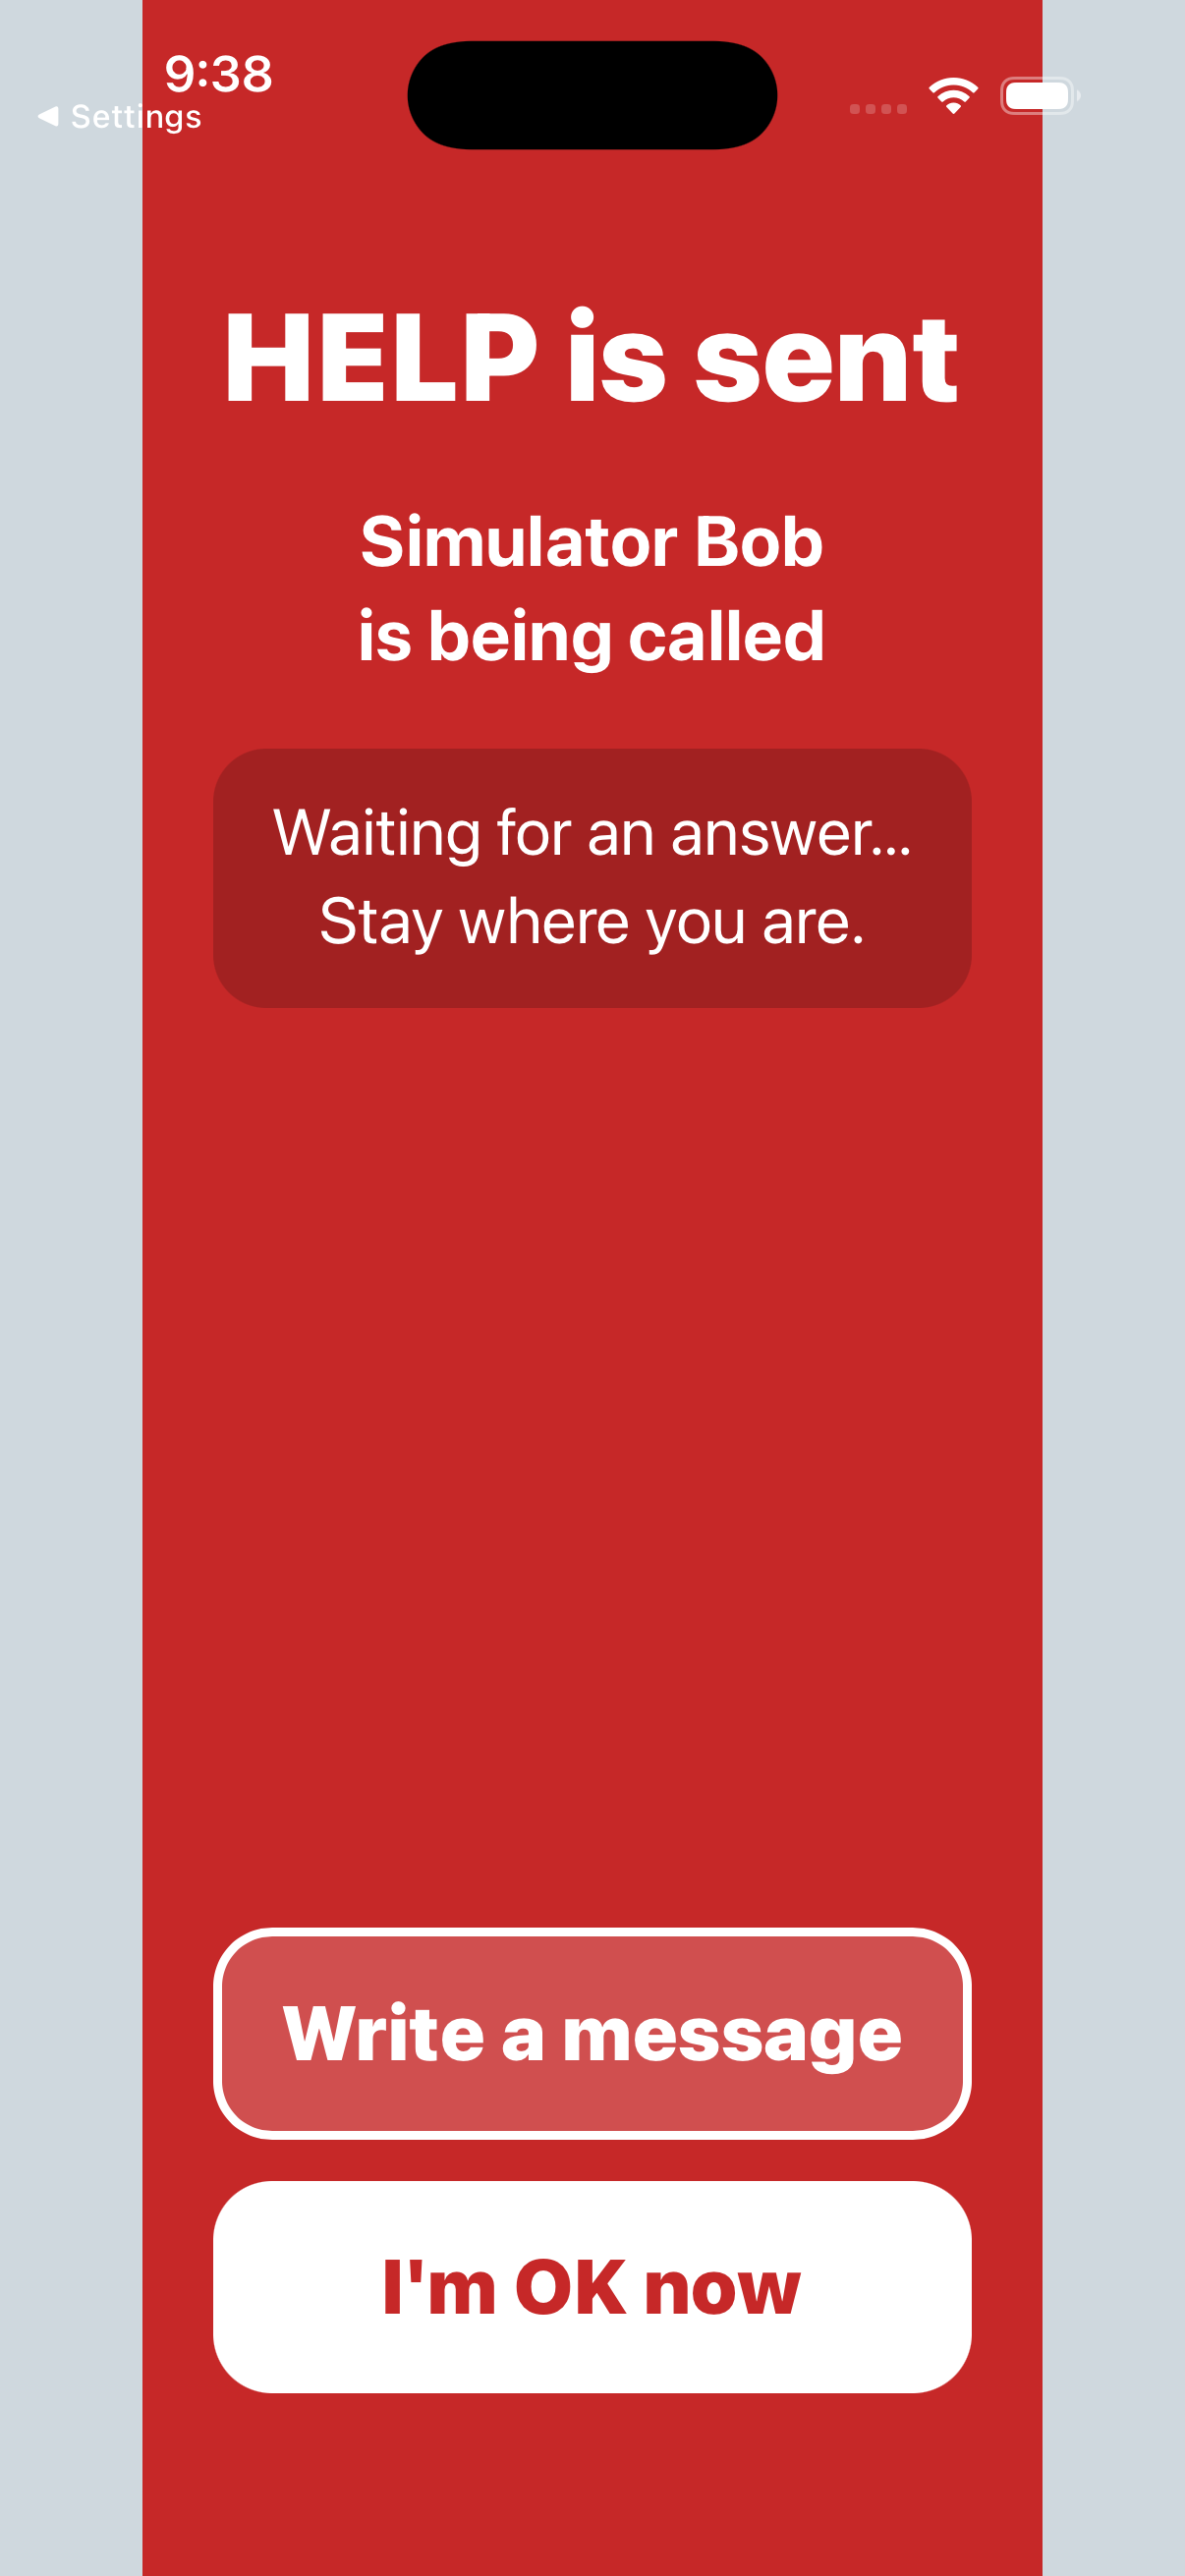 9:38
◀ Settings
HELP is sent
Simulator Bob
is being called
Waiting for an answer...
Stay where you are.
Write a message
I'm OK now